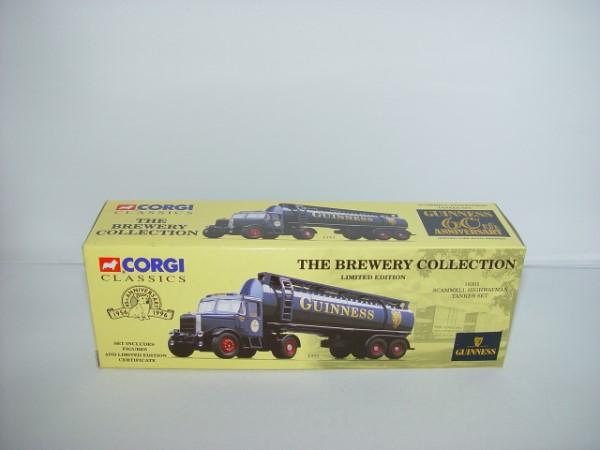 CORGI
CLASSICS
THE
BREWERY
COLLECTION
GUINNESS
GUINNESS
60th
ANNIVERSARY
CORGI
CLASSICS
ANNIVERSARY
1956 1996
SET INCLUDES
FIGURES
AND LIMITED EDITION
CERTIFICATE
THE BREWERY COLLECTION
LIMITED EDITION
SCAMMELL HIGHWAYMAN
TANKER SET
GUINNESS
GUINNESS